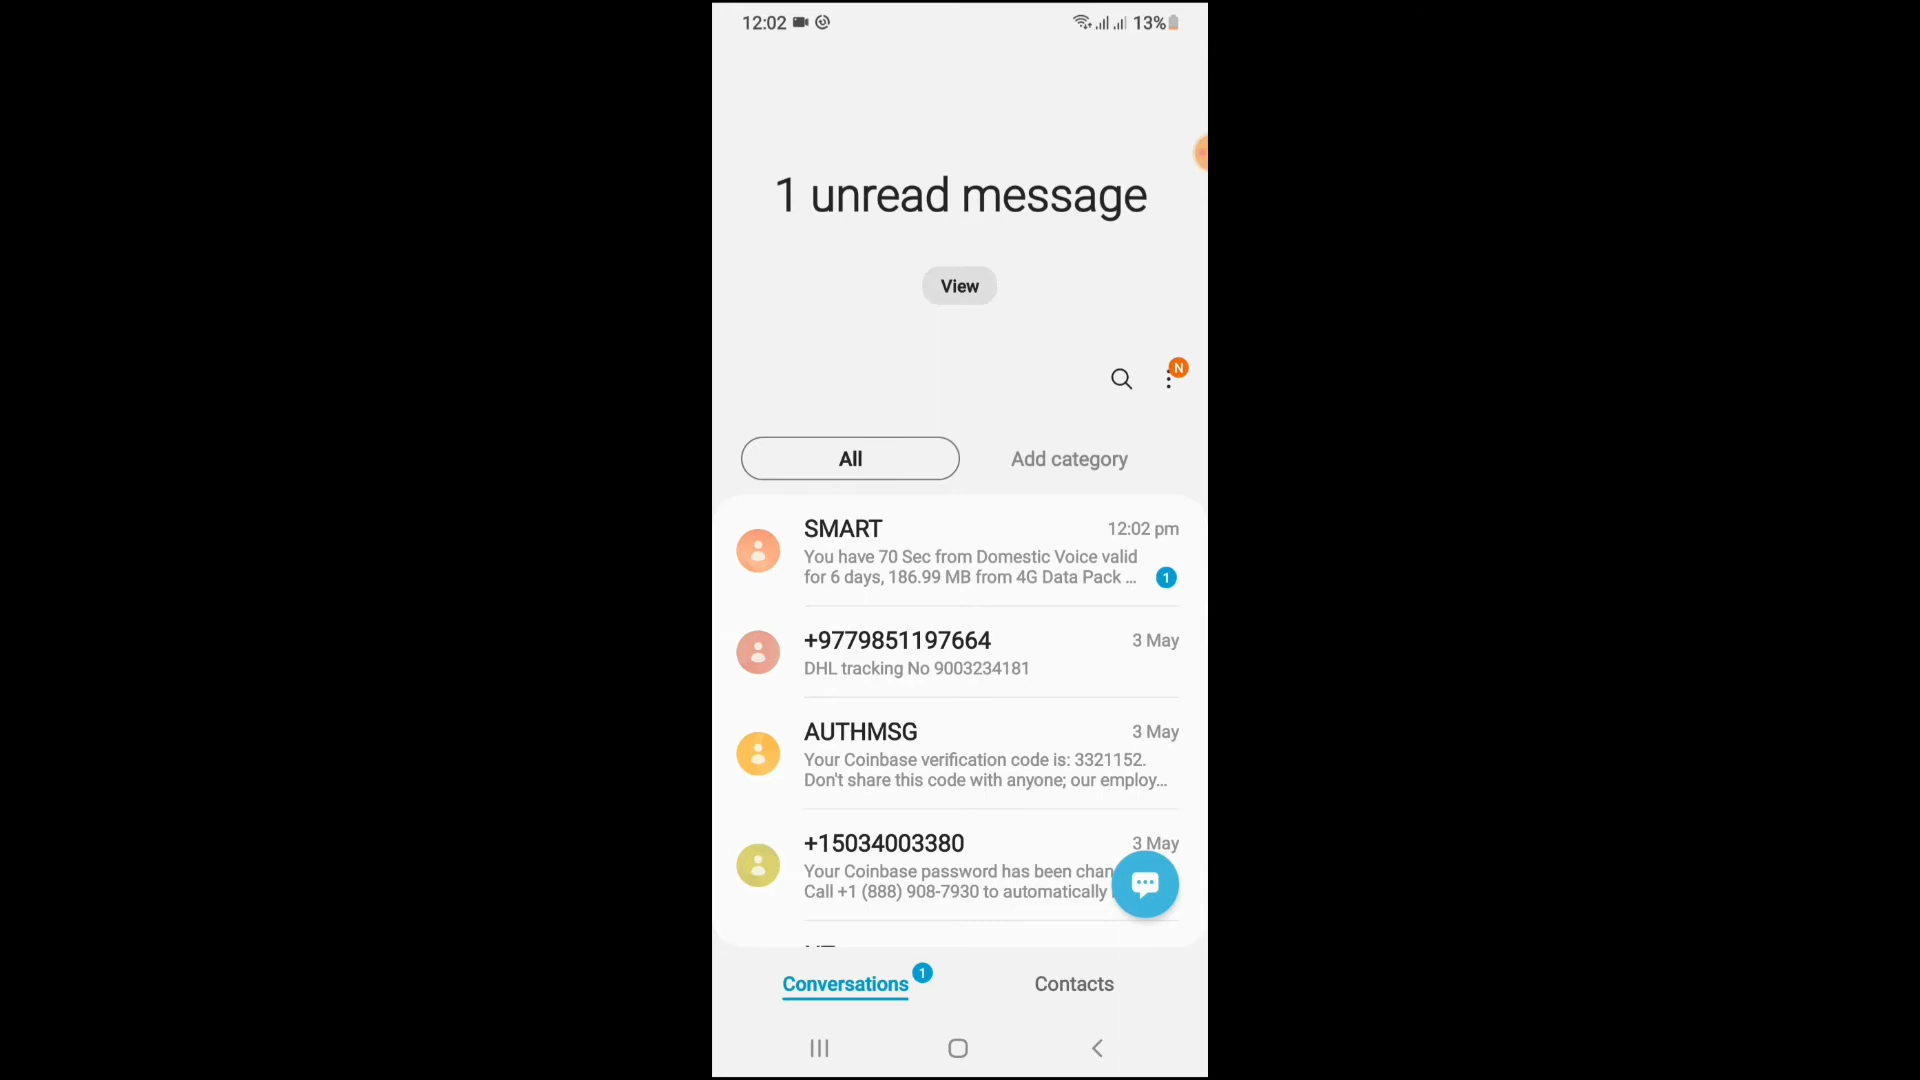 12:02
13%
1 unread message
View
N
All
Add category
SMART
12:02 pm
You have 70 Sec from Domestic Voice valid
for 6 days, 186.99 MB from 4G Data Pack ...
1
+9779851197664
3 May
DHL tracking No 9003234181
AUTHMSG
3 May
Your Coinbase verification code is: 3321152.
Don't share this code with anyone; our employ...
+15034003380
3 May
Your Coinbase password has been chan
Call +1 (888) 908-7930 to automatically
Conversations
1
Contacts